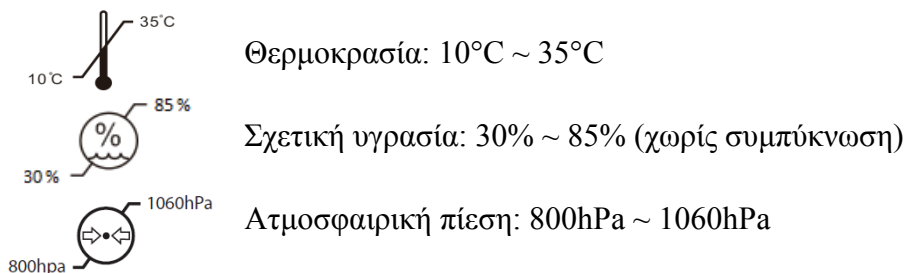 35°C
10°C
Θερμοκρασία: 10°C ~ 35°C
85%
%
30%
Σχετική υγρασία: 30% ~ 85% (χωρίς συμπύκνωση)
1060hPa
800hpa
Ατμοσφαιρική πίεση: 800hPa ~ 1060hPa